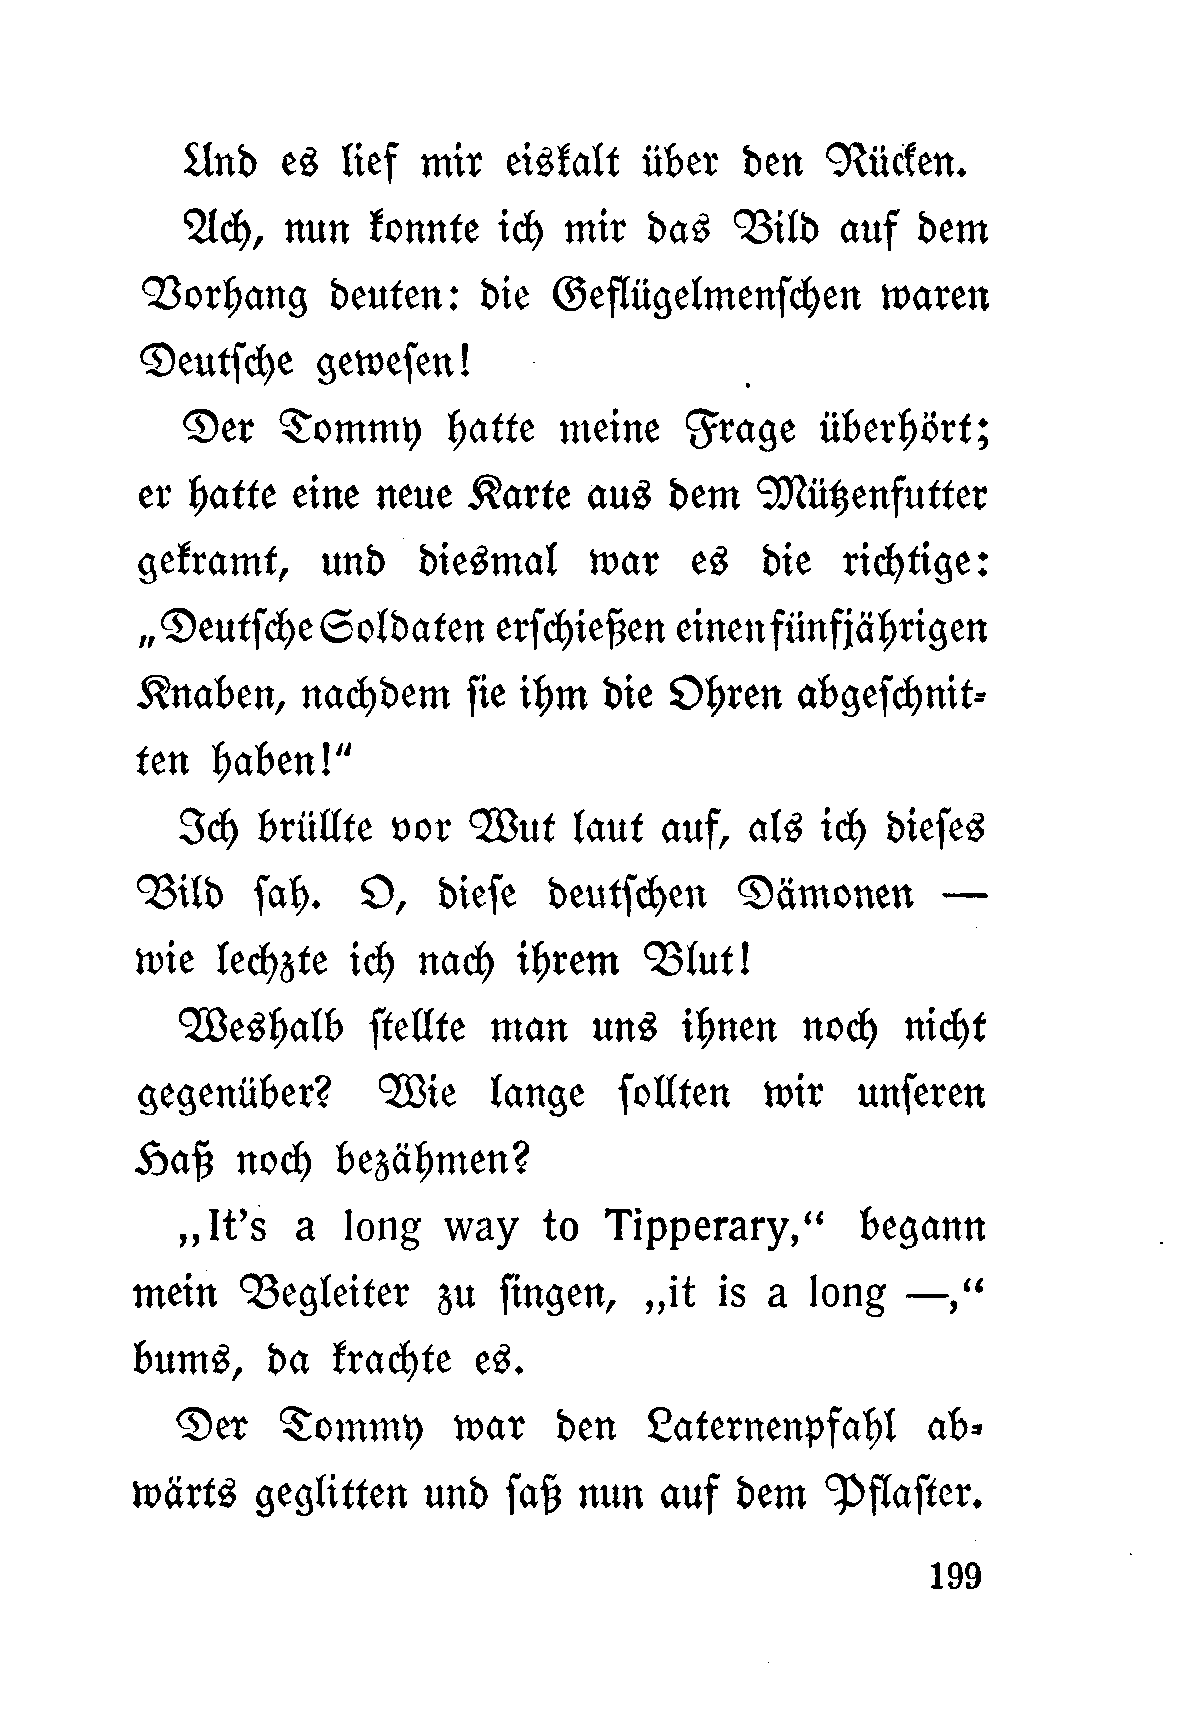 Und es lief mir eiskalt über den Rücken.
Ach, nun konnte ich mir das Bild auf dem
Vorhang deuten: die Geflügelmenſchen waren
Deutſche geweſen!
Der Tommy hatte meine Frage überhört;
er hatte eine neue Karte aus dem Mützenfutter
gekramt, und diesmal war es die richtige:
„Deutſche Soldaten erſchießen einen fünfjährigen
Knaben, nachdem ſie ihm die Ohren abgeſchnit-
ten haben!“
Ich brüllte vor Wut laut auf, als ich dieſes
Bild ſah. O, dieſe deutſchen Dämonen —
wie lechzte ich nach ihrem Blut!
Weshalb ſtellte man uns ihnen noch nicht
gegenüber? Wie lange ſollten wir unſeren
Haß noch bezähmen?
„It’s a long way to Tipperary,“ begann
mein Begleiter zu ſingen, „it is a long —,“
bums, da krachte es.
Der Tommy war den Laternenpfahl ab-
wärts geglitten und ſaß nun auf dem Pflaſter.
199